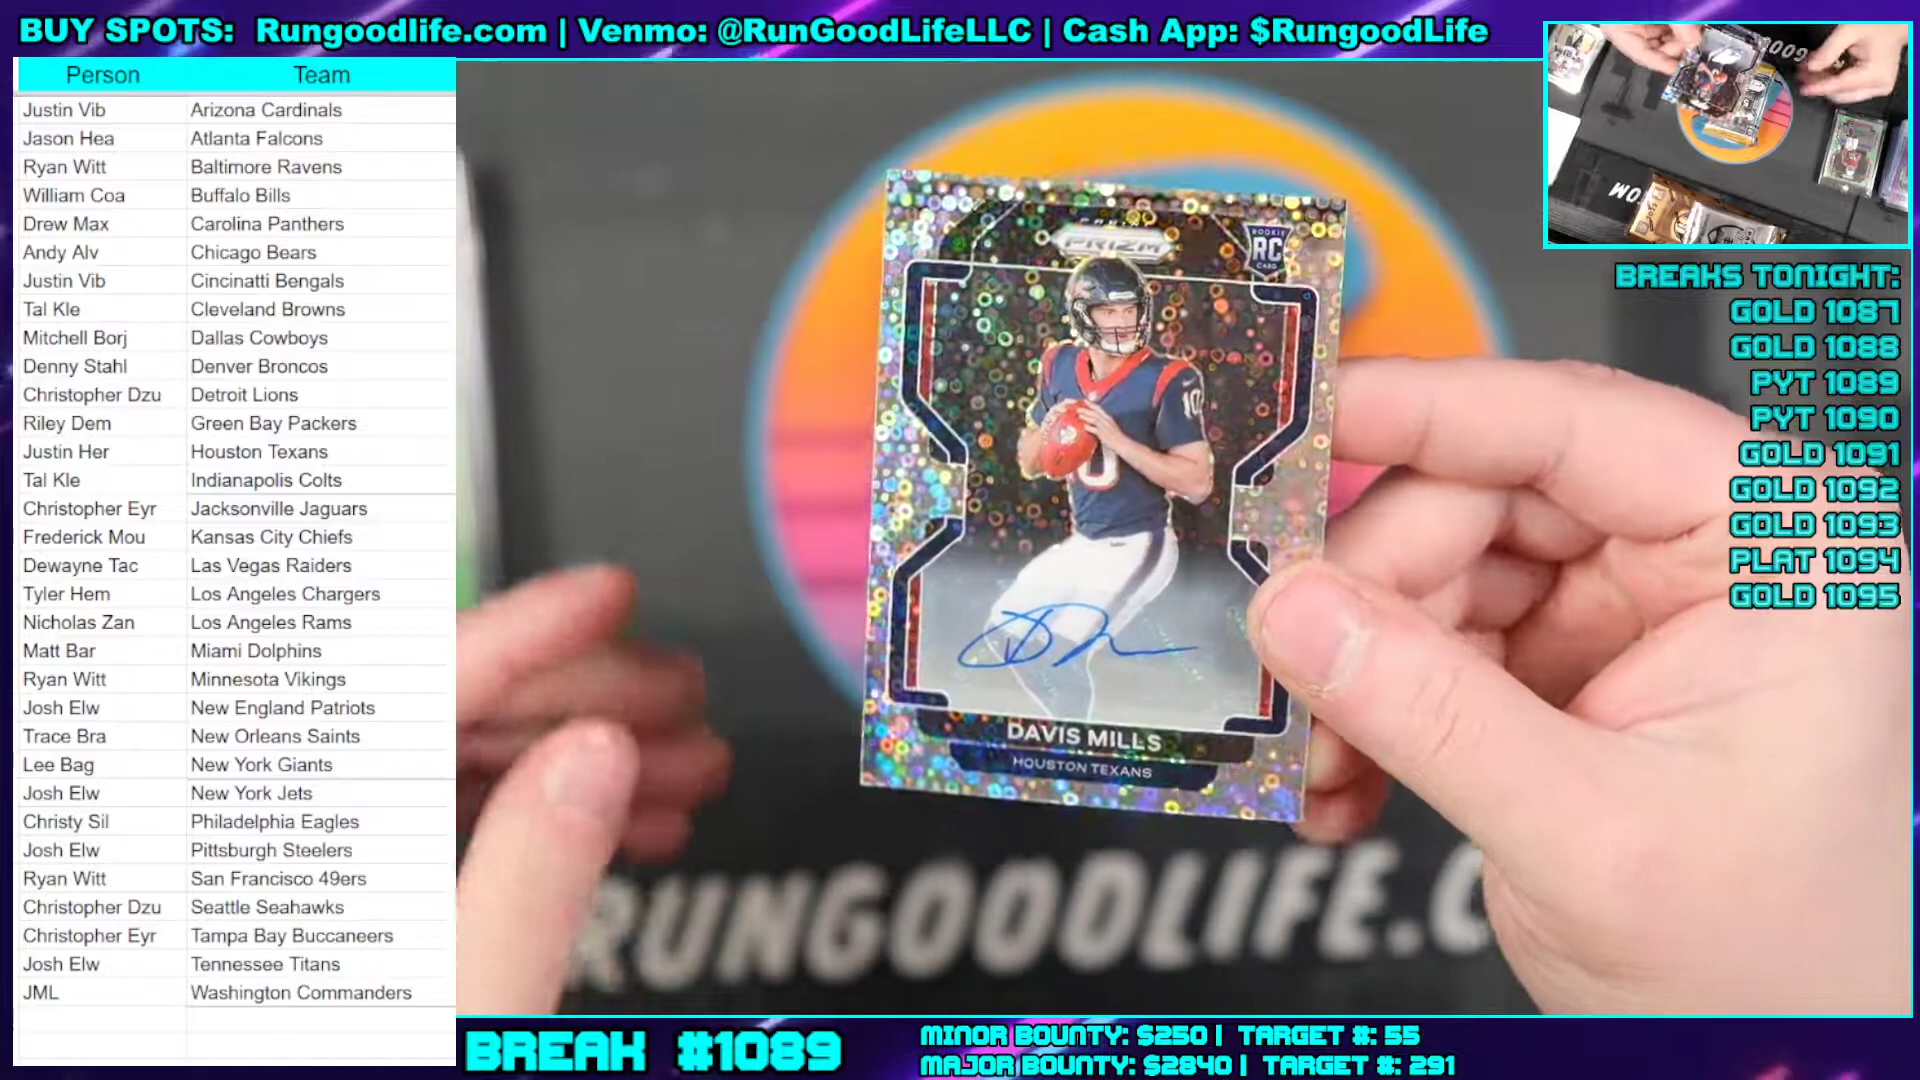 BUY SPOTS: Rungoodlife.com | Venmo: @RunGoodLifeLLC | Cash App: $RungoodLife
Person Team
Justin Vib Arizona Cardinals
Jason Hea Atlanta Falcons
Ryan Witt Baltimore Ravens
William Coa Buffalo Bills
Drew Max Carolina Panthers
Andy Alv Chicago Bears
Justin Vib Cincinatti Bengals
Tal Kle Cleveland Browns
Mitchell Borj Dallas Cowboys
Denny Stahl Denver Broncos
Christopher Dzu Detroit Lions
Riley Dem Green Bay Packers
Justin Her Houston Texans
Tal Kle Indianapolis Colts
Christopher Eyr Jacksonville Jaguars
Frederick Mou Kansas City Chiefs
Dewayne Tac Las Vegas Raiders
Tyler Hem Los Angeles Chargers
Nicholas Zan Los Angeles Rams
Matt Bar Miami Dolphins
Ryan Witt Minnesota Vikings
Josh Elw New England Patriots
Trace Bra New Orleans Saints
Lee Bag New York Giants
Josh Elw New York Jets
Christy Sil Philadelphia Eagles
Josh Elw Pittsburgh Steelers
Ryan Witt San Francisco 49ers
Christopher Dzu Seattle Seahawks
Christopher Eyr Tampa Bay Buccaneers
Josh Elw Tennessee Titans
JML Washington Commanders
PRIZM
ROOKIE
RC
CARD
10
DAVIS MILLS
HOUSTON TEXANS
RUNGOODLIFE.C
BREAKS TONIGHT:
GOLD 1087
GOLD 1088
PYT 1089
PYT 1090
GOLD 1091
GOLD 1092
GOLD 1093
PLAT 1094
GOLD 1095
BREAK #1089
MINOR BOUNTY: $250 | TARGET #: 55
MAJOR BOUNTY: $2840 | TARGET #: 291